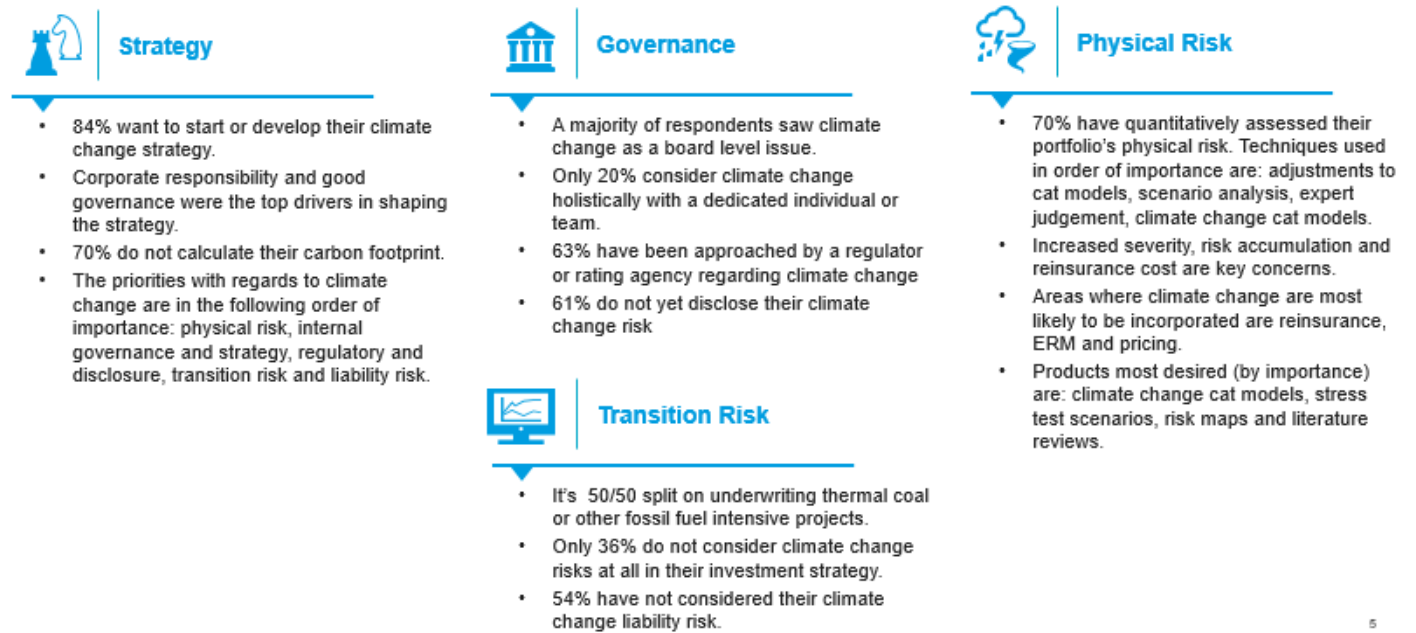 Strategy
• 84% want to start or develop their climate
change strategy.
• Corporate responsibility and good
governance were the top drivers in shaping
the strategy.
• 70% do not calculate their carbon footprint.
• The priorities with regards to climate
change are in the following order of
importance: physical risk, internal
governance and strategy, regulatory and
disclosure, transition risk and liability risk.
Governance
• A majority of respondents saw climate
change as a board level issue.
• Only 20% consider climate change
holistically with a dedicated individual or
team.
• 63% have been approached by a regulator
or rating agency regarding climate change
• 61% do not yet disclose their climate
change risk
Transition Risk
• It's  50/50 split on underwriting thermal coal
or other fossil fuel intensive projects.
• Only 36% do not consider climate change
risks at all in their investment strategy.
• 54% have not considered their climate
change liability risk.
Physical Risk
• 70% have quantitatively assessed their
portfolio's physical risk. Techniques used
in order of importance are: adjustments to
cat models, scenario analysis, expert
judgement, climate change cat models.
• Increased severity, risk accumulation and
reinsurance cost are key concerns.
• Areas where climate change are most
likely to be incorporated are reinsurance,
ERM and pricing.
• Products most desired (by importance)
are: climate change cat models, stress
test scenarios, risk maps and literature
reviews.
5